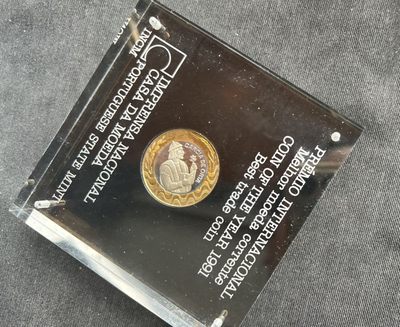 IMPRENSA NACIONAL
CASA DA MOEDA
INCM PORTUGUESE STATE MINT
PRÉMIO INTERNACIONAL
COIN OF THE YEAR 1991
Melhor moeda corrente
Best trade coin